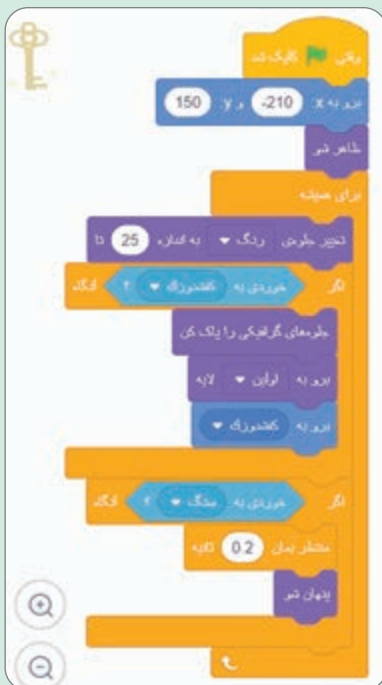 وقتی کلیک شد
برو به x: -210 و y: 150
ظاهر شو
برای همیشه
تغییر جلوه‌ی رنگ به اندازه 25 تا
اگر خوردی به کفشدوزک ؟ آنگاه
جلوه‌های گرافیکی را پاک کن
برو به اولین لایه
برو به کفشدوزک
اگر خوردی به سنگ ؟ آنگاه
منتظر بمان 0.2 ثانیه
پنهان شو